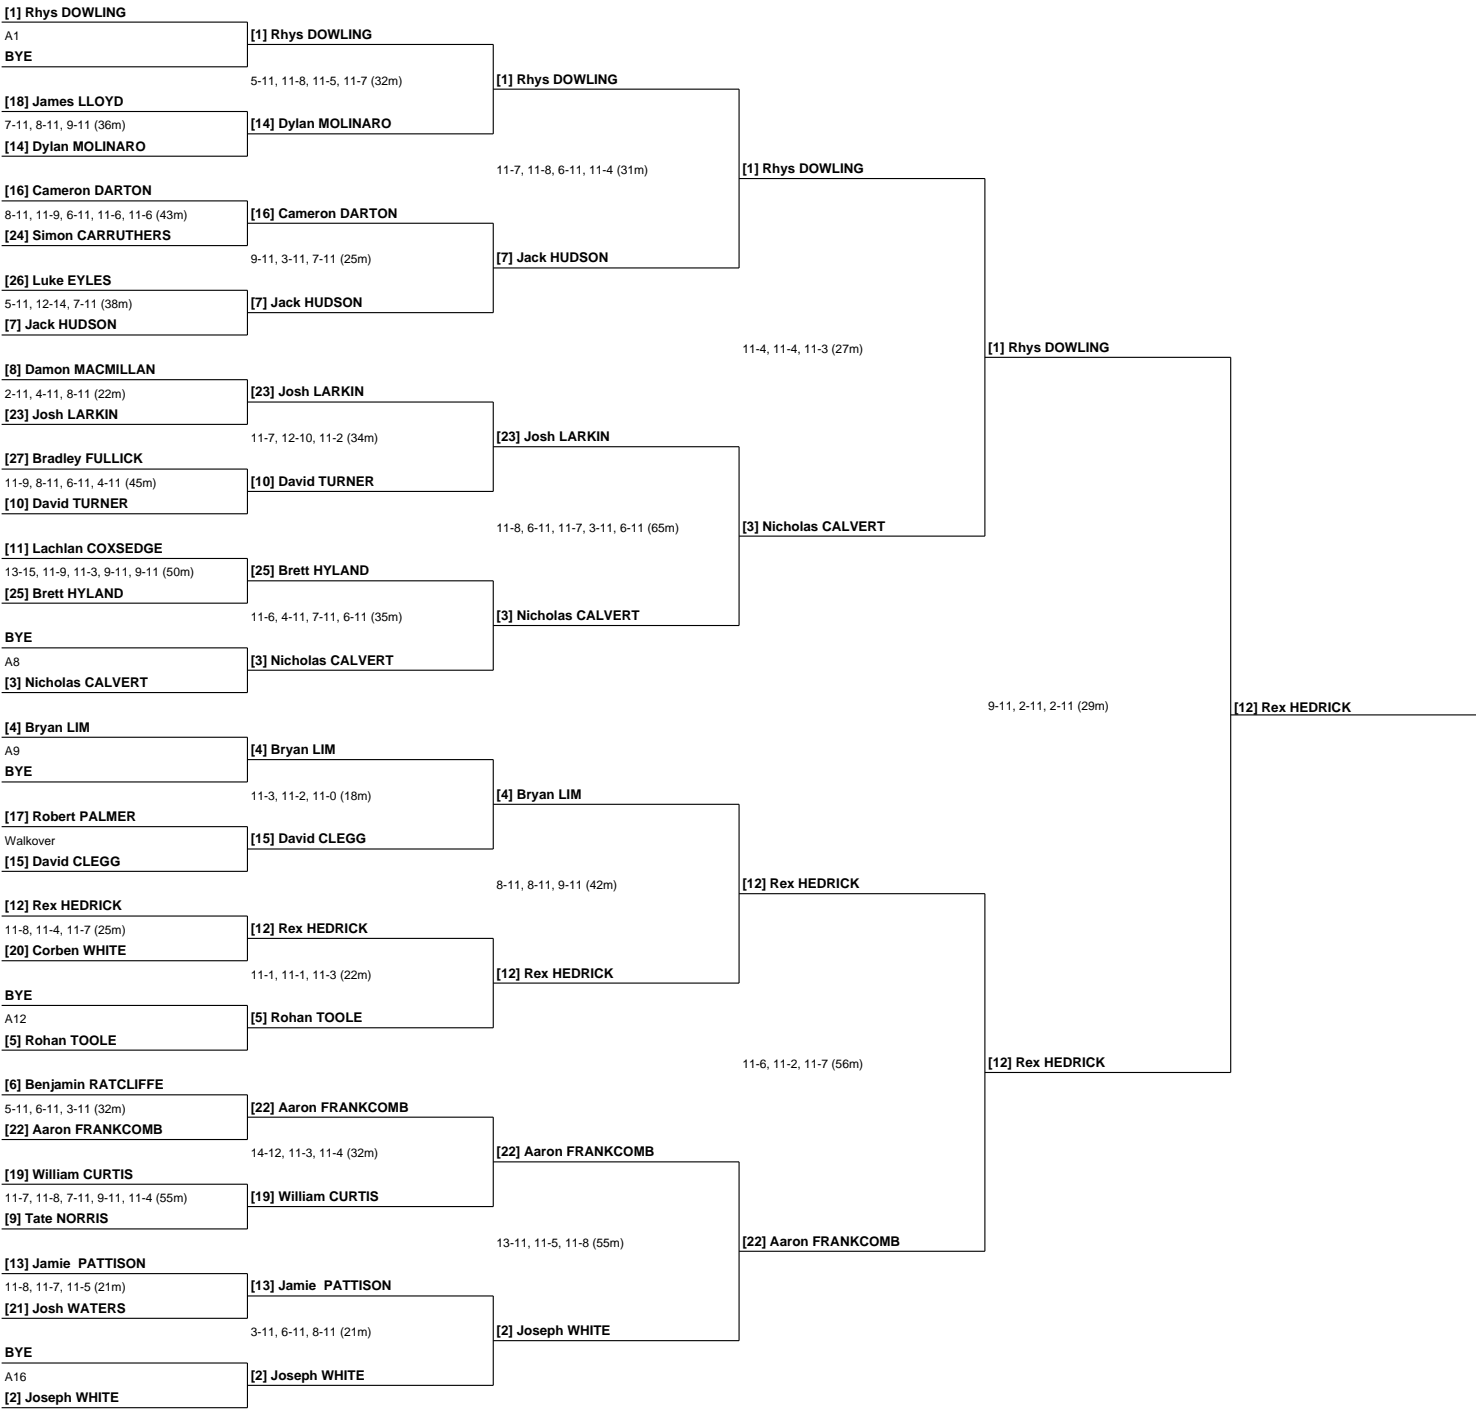 [1] Rhys DOWLING
A1
BYE
[18] James LLOYD
7-11, 8-11, 9-11 (36m)
[14] Dylan MOLINARO
[16] Cameron DARTON
8-11, 11-9, 6-11, 11-6, 11-6 (43m)
[24] Simon CARRUTHERS
[26] Luke EYLES
5-11, 12-14, 7-11 (38m)
[7] Jack HUDSON
[8] Damon MACMILLAN
2-11, 4-11, 8-11 (22m)
[23] Josh LARKIN
[27] Bradley FULLICK
11-9, 8-11, 6-11, 4-11 (45m)
[10] David TURNER
[11] Lachlan COXSEDGE
13-15, 11-9, 11-3, 9-11, 9-11 (50m)
[25] Brett HYLAND
BYE
A8
[3] Nicholas CALVERT
[4] Bryan LIM
A9
BYE
[17] Robert PALMER
Walkover
[15] David CLEGG
[12] Rex HEDRICK
11-8, 11-4, 11-7 (25m)
[20] Corben WHITE
BYE
A12
[5] Rohan TOOLE
[6] Benjamin RATCLIFFE
5-11, 6-11, 3-11 (32m)
[22] Aaron FRANKCOMB
[19] William CURTIS
11-7, 11-8, 7-11, 9-11, 11-4 (55m)
[9] Tate NORRIS
[13] Jamie  PATTISON
11-8, 11-7, 11-5 (21m)
[21] Josh WATERS
BYE
A16
[2] Joseph WHITE
[1] Rhys DOWLING
5-11, 11-8, 11-5, 11-7 (32m)
[14] Dylan MOLINARO
[16] Cameron DARTON
9-11, 3-11, 7-11 (25m)
[7] Jack HUDSON
[23] Josh LARKIN
11-7, 12-10, 11-2 (34m)
[10] David TURNER
[25] Brett HYLAND
11-6, 4-11, 7-11, 6-11 (35m)
[3] Nicholas CALVERT
[4] Bryan LIM
11-3, 11-2, 11-0 (18m)
[15] David CLEGG
[12] Rex HEDRICK
11-1, 11-1, 11-3 (22m)
[5] Rohan TOOLE
[22] Aaron FRANKCOMB
14-12, 11-3, 11-4 (32m)
[19] William CURTIS
[13] Jamie  PATTISON
3-11, 6-11, 8-11 (21m)
[2] Joseph WHITE
[1] Rhys DOWLING
11-7, 11-8, 6-11, 11-4 (31m)
[7] Jack HUDSON
[23] Josh LARKIN
11-8, 6-11, 11-7, 3-11, 6-11 (65m)
[3] Nicholas CALVERT
[4] Bryan LIM
8-11, 8-11, 9-11 (42m)
[12] Rex HEDRICK
[22] Aaron FRANKCOMB
13-11, 11-5, 11-8 (55m)
[2] Joseph WHITE
[1] Rhys DOWLING
11-4, 11-4, 11-3 (27m)
[3] Nicholas CALVERT
[12] Rex HEDRICK
11-6, 11-2, 11-7 (56m)
[22] Aaron FRANKCOMB
[1] Rhys DOWLING
9-11, 2-11, 2-11 (29m)
[12] Rex HEDRICK
[12] Rex HEDRICK